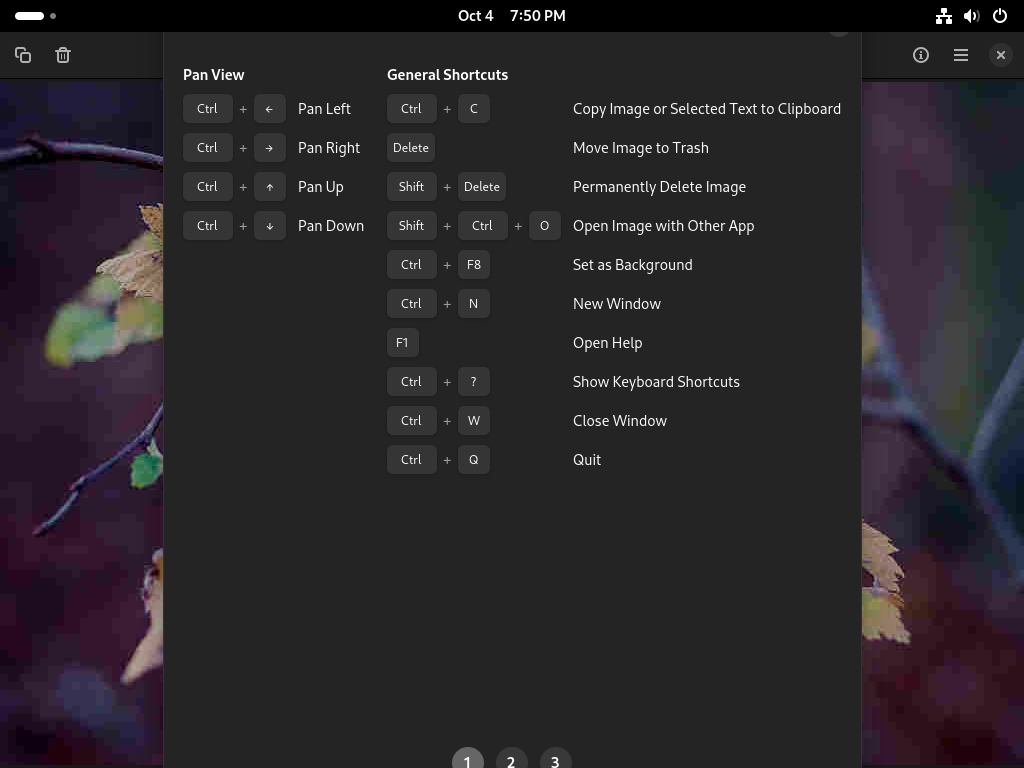 Oct 4 7:50 PM
Pan View
Ctrl + ← Pan Left
Ctrl + → Pan Right
Ctrl + ↑ Pan Up
Ctrl + ↓ Pan Down
General Shortcuts
Ctrl + C Copy Image or Selected Text to Clipboard
Delete Move Image to Trash
Shift + Delete Permanently Delete Image
Shift + Ctrl + O Open Image with Other App
Ctrl + F8 Set as Background
Ctrl + N New Window
F1 Open Help
Ctrl + ? Show Keyboard Shortcuts
Ctrl + W Close Window
Ctrl + Q Quit
1 2 3